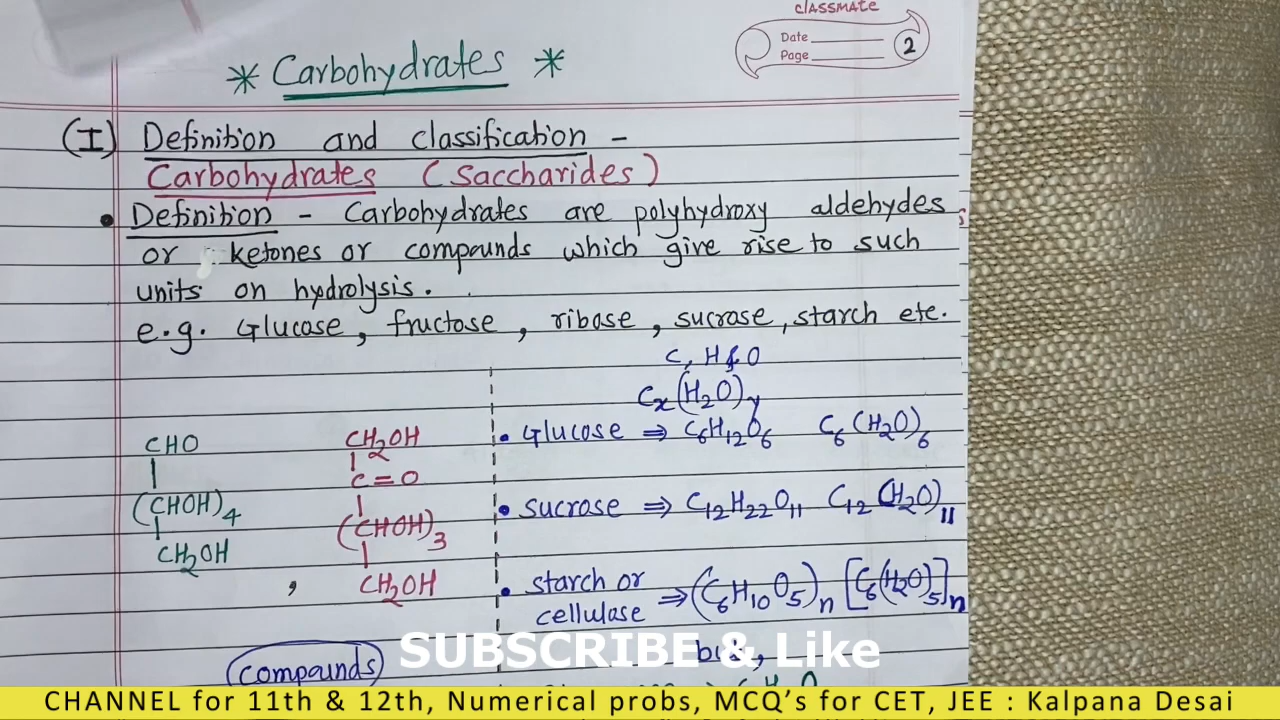 classmate
Date
Page
2
* Carbohydrates *
(I) Definition and classification -
Carbohydrates (Saccharides)
• Definition - Carbohydrates are polyhydroxy aldehydes
or ketones or compounds which give rise to such
units on hydrolysis.
e.g. Glucose, fructose, ribose, sucrose, starch etc.
C, H & O
Cx(H2O)y
CHO
(CHOH)4
CH2OH
,
CH2OH
C=O
(CHOH)3
CH2OH
• Glucose ⇒ C6H12O6 C6(H2O)6
• sucrose ⇒ C12H22O11 C12(H2O)11
• starch or
cellulase ⇒ (C6H10O5)n [C6(H2O)5]n
but,
compounds
SUBSCRIBE & Like
CHANNEL for 11th & 12th, Numerical probs, MCQ's for CET, JEE : Kalpana Desai